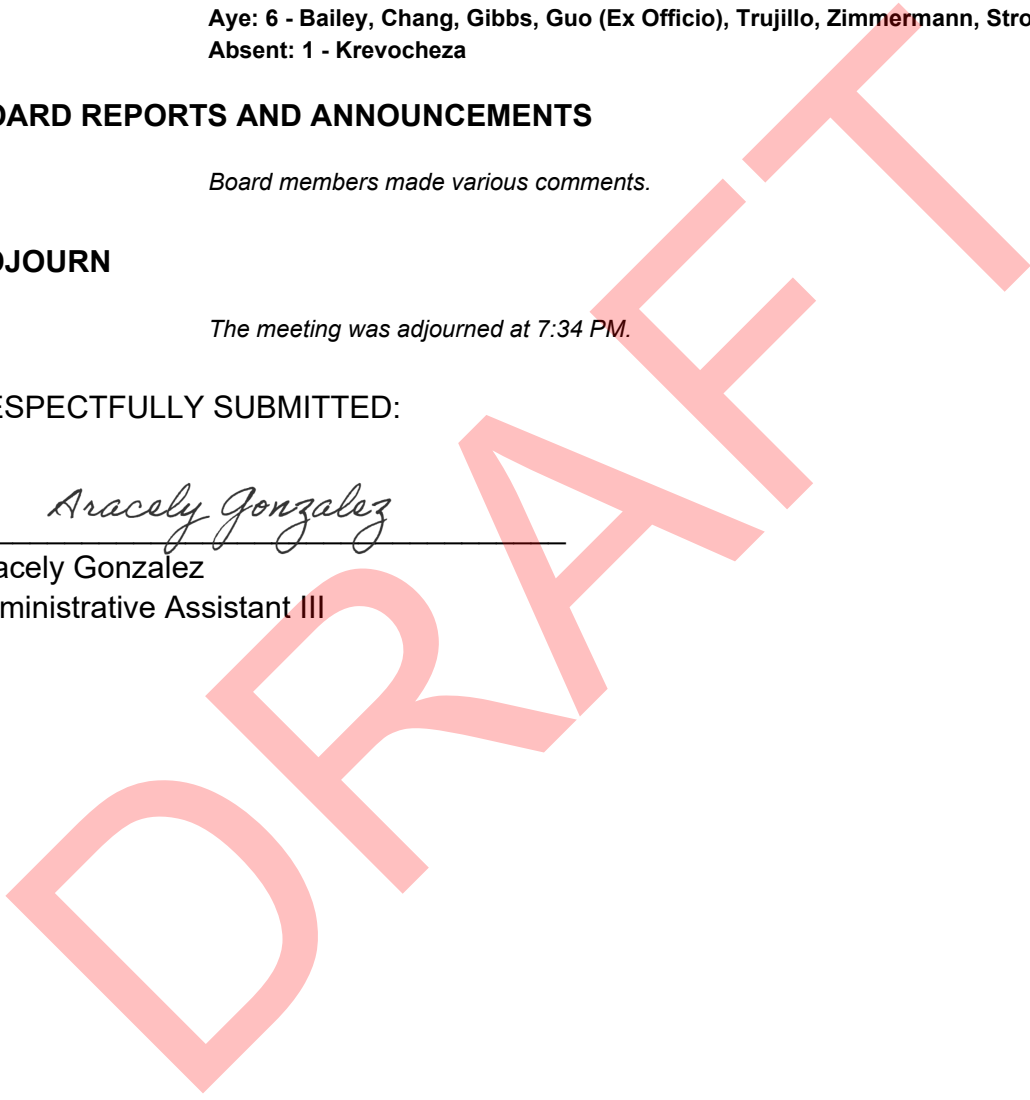 Aye: 6 - Bailey, Chang, Gibbs, Guo (Ex Officio), Trujillo, Zimmermann, Stro
Absent: 1 - Krevocheza
OARD REPORTS AND ANNOUNCEMENTS
Board members made various comments.
DJOURN
The meeting was adjourned at 7:34 PM.
ESPECTFULLY SUBMITTED:
Aracely Gonzalez
acely Gonzalez
ministrative Assistant III
DRAFT